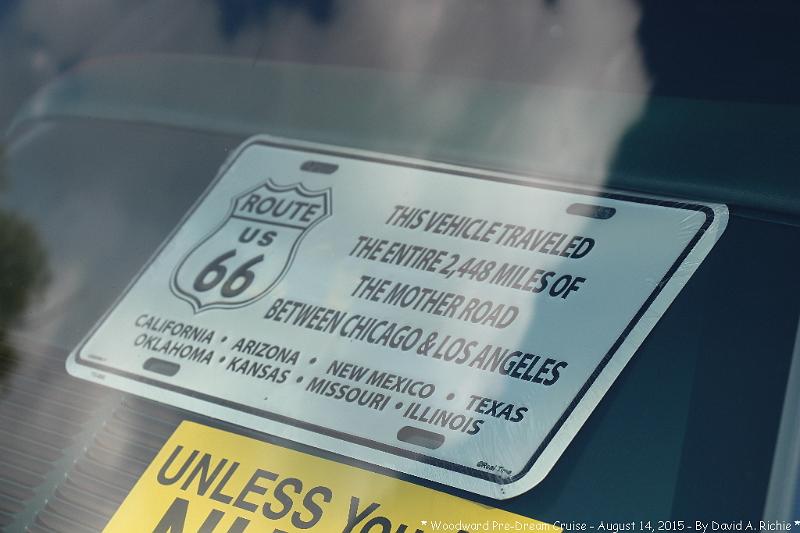 ROUTE
US
66
THIS VEHICLE TRAVELED
THE ENTIRE 2,448 MILES OF
THE MOTHER ROAD
BETWEEN CHICAGO & LOS ANGELES
CALIFORNIA • ARIZONA • NEW MEXICO • TEXAS
OKLAHOMA • KANSAS • MISSOURI • ILLINOIS
UNLESS YOU
* Woodward Pre-Dream Cruise - August 14, 2015 - By David A. Richie *